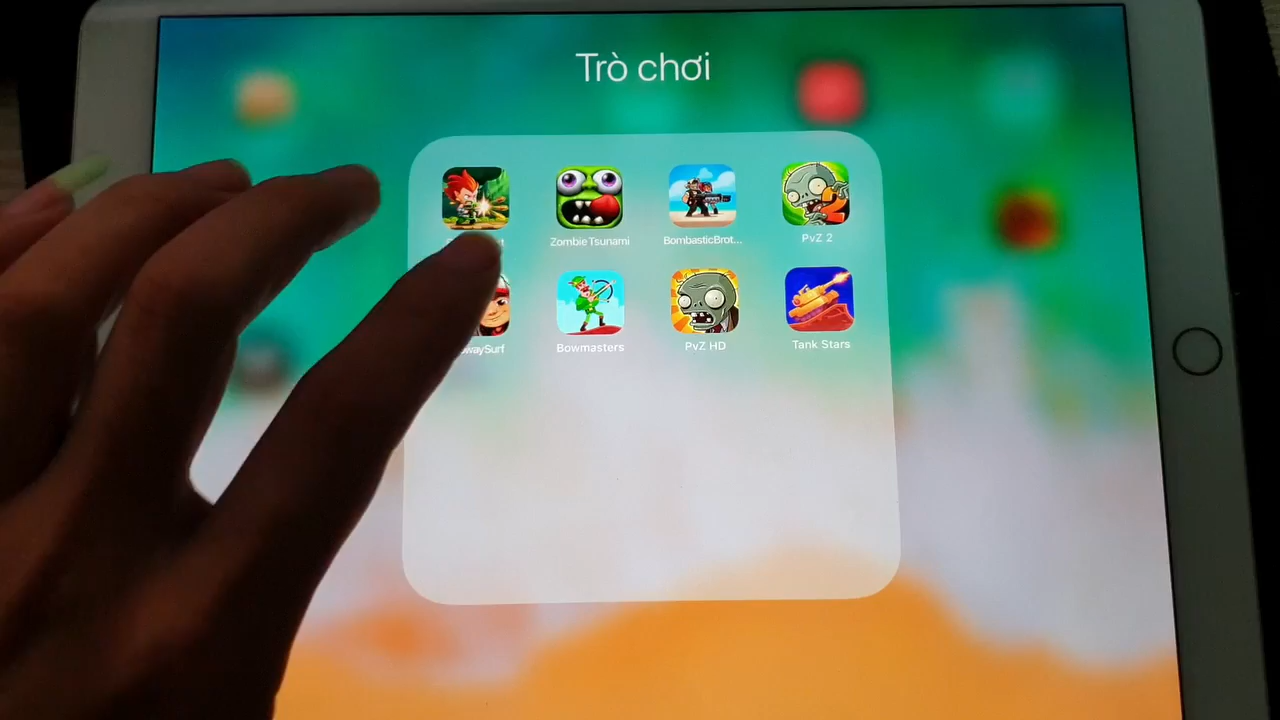 Trò chơi
Zombie Tsunami
BombasticBrot...
PvZ 2
Bowmasters
PvZ HD
Tank Stars